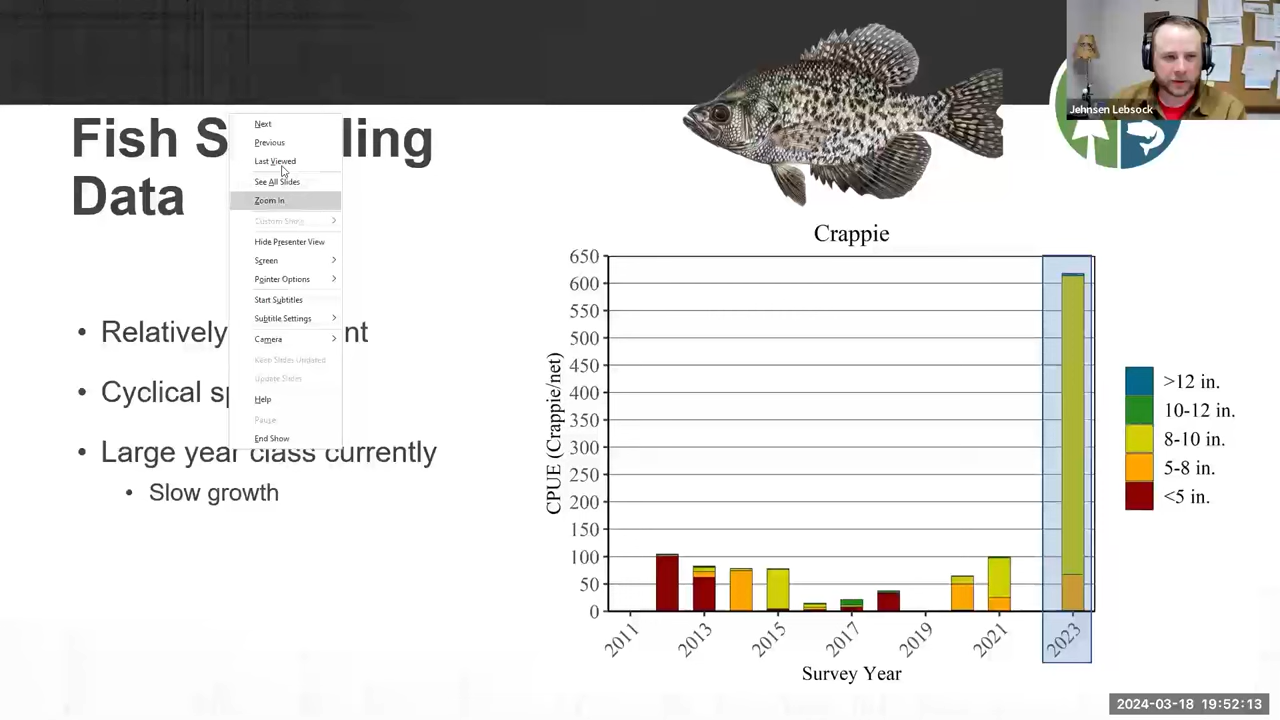 Jehnsen Lebsock
Fish S ling
Data
Next
Previous
Last Viewed
See All Slides
Zoom In
Custom Show
Hide Presenter View
Screen
Pointer Options
Start Subtitles
Subtitle Settings
Camera
Keep Slides Updated
Update Slides
Help
Pause
End Show
• Relatively nt
• Cyclical s
• Large year class currently
• Slow growth
Crappie
650
600
550
500
450
400
350
300
250
200
150
100
50
0
CPUE (Crappie/net)
2011
2013
2015
2017
2019
2021
2023
Survey Year
>12 in.
10-12 in.
8-10 in.
5-8 in.
<5 in.
2024-03-18 19:52:13